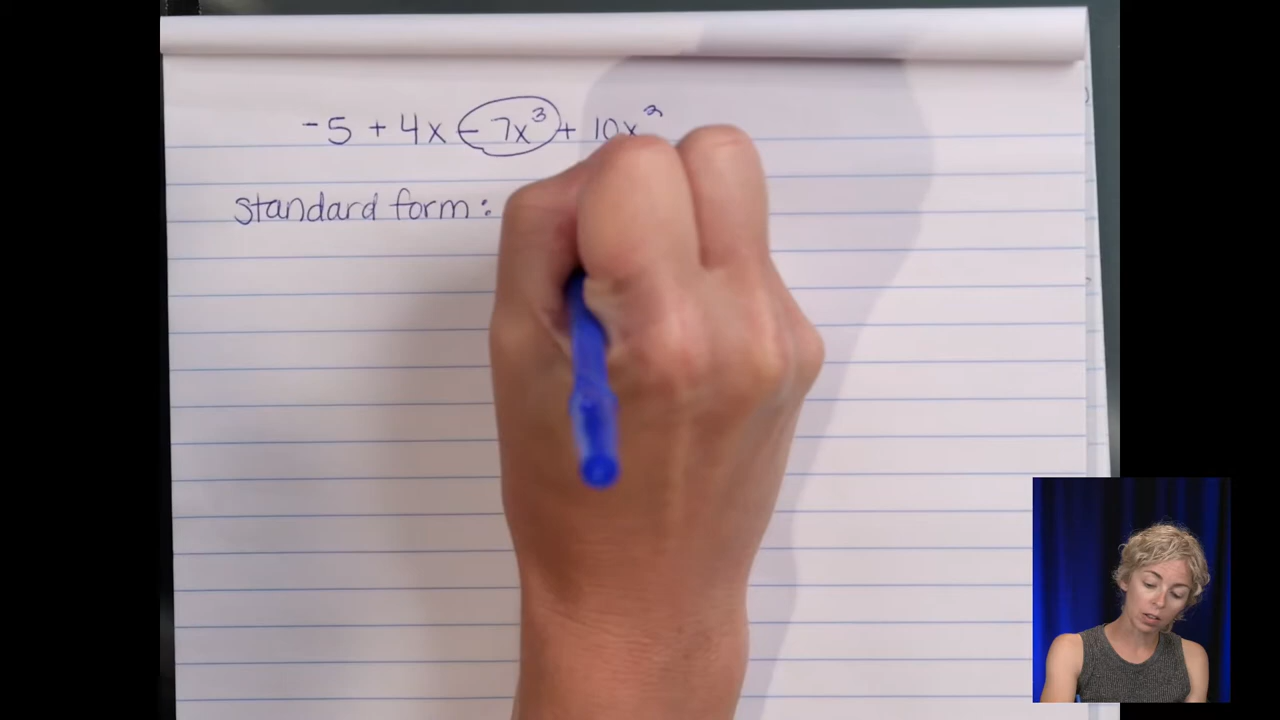 -5 + 4x - 7x³ + 10x²
standard form: